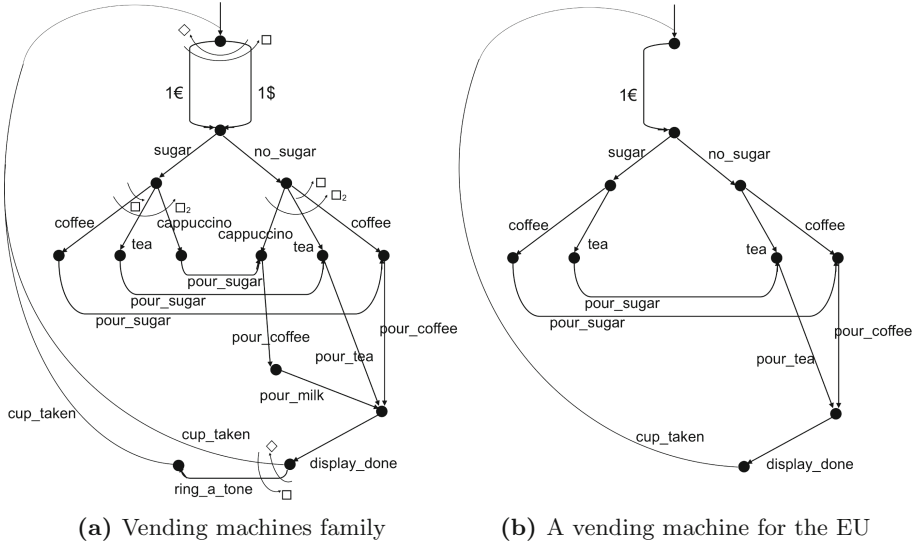 1€ 1$
sugar no_sugar
coffee □ □₂ cappuccino cappuccino □ □₂ coffee
tea tea
pour_sugar
pour_sugar
pour_sugar
pour_coffee pour_coffee
pour_tea
pour_milk
cup_taken
cup_taken
display_done
ring_a_tone
(a) Vending machines family
1€
sugar no_sugar
coffee coffee
tea tea
pour_sugar
pour_sugar
pour_coffee
pour_tea
cup_taken
display_done
(b) A vending machine for the EU